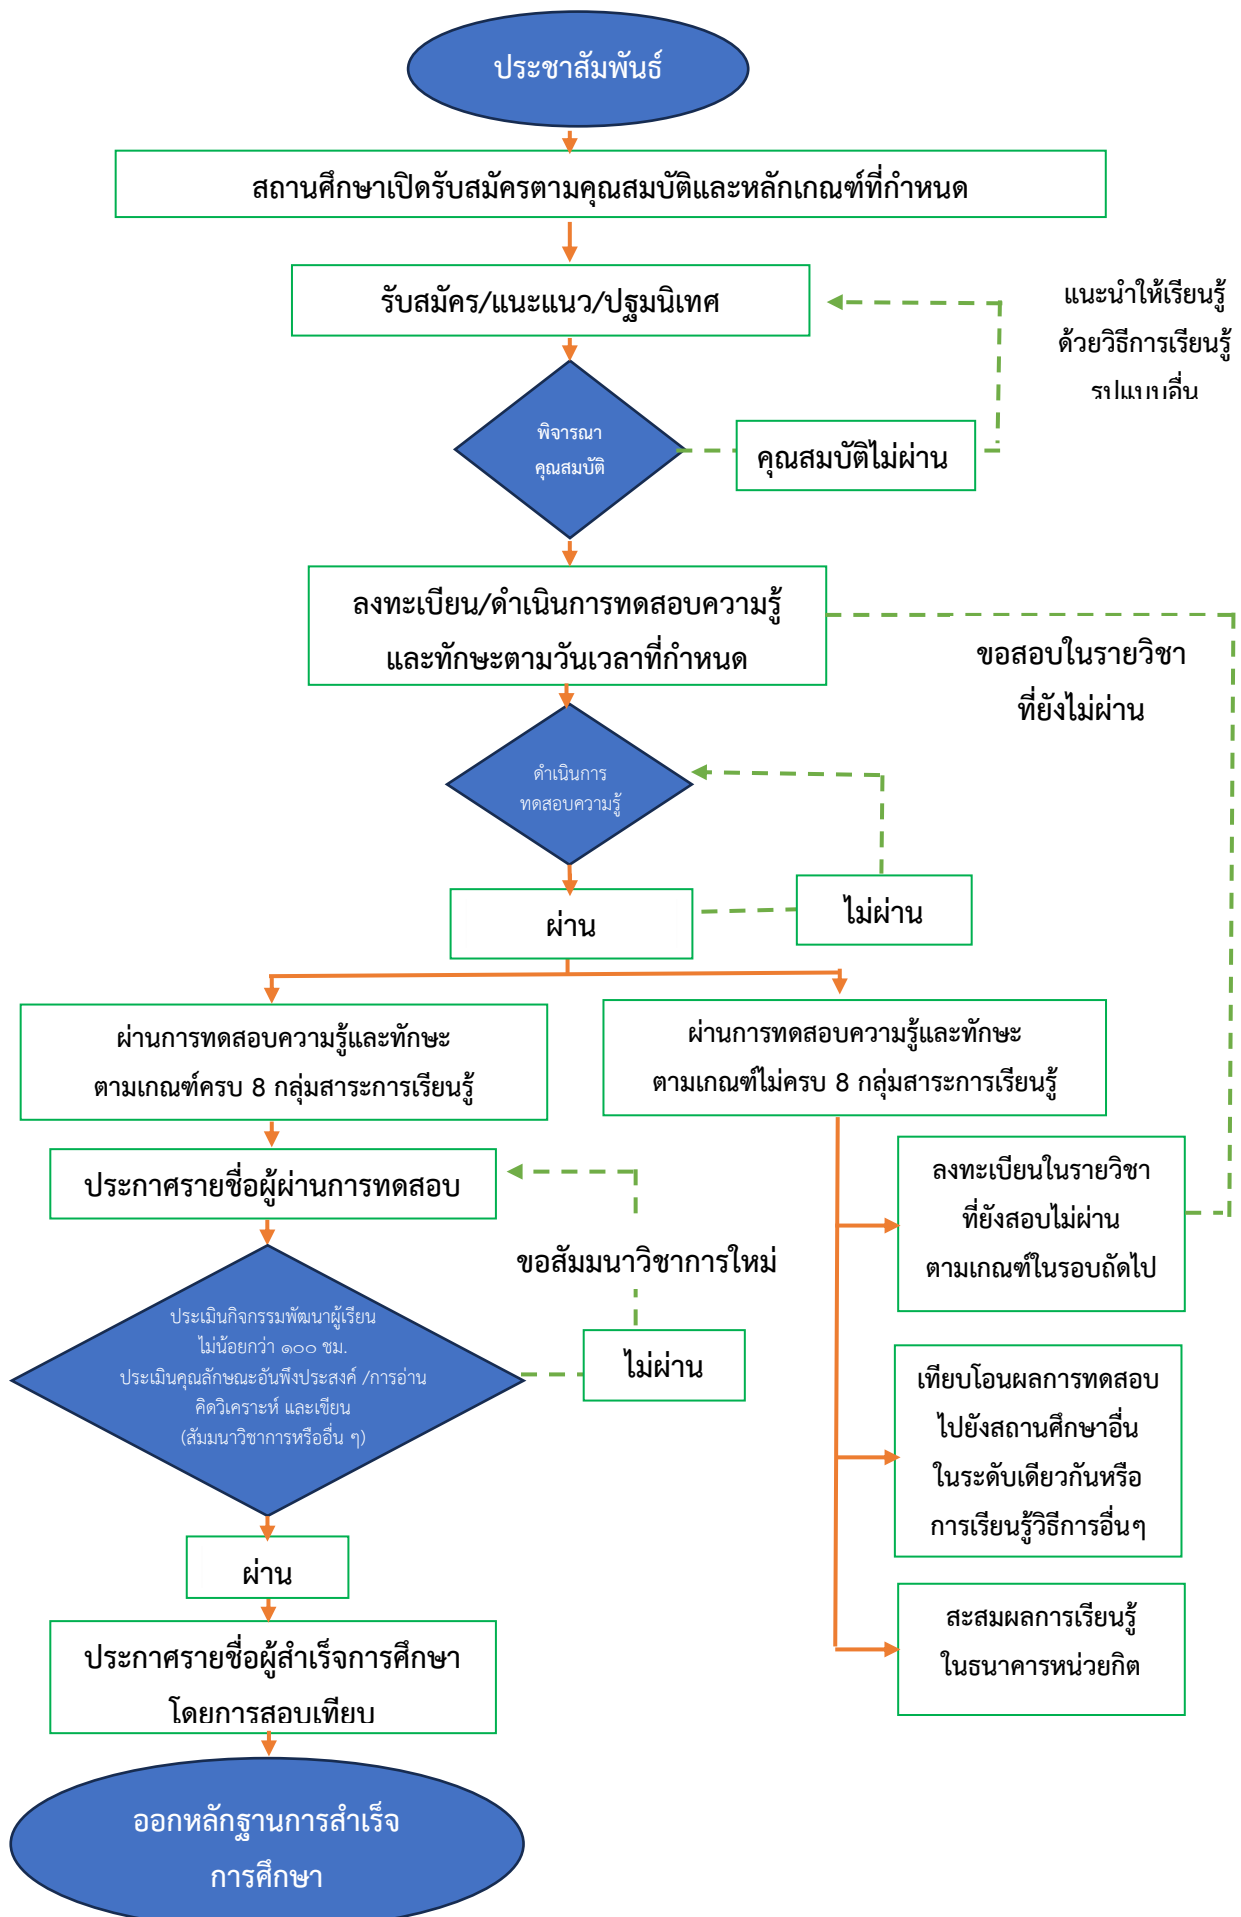 ประชาสัมพันธ์
สถานศึกษาเปิดรับสมัครตามคุณสมบัติและหลักเกณฑ์ที่กำหนด
รับสมัคร/แนะแนว/ปฐมนิเทศ
แนะนำให้เรียนรู้
ด้วยวิธีการเรียนรู้
รูปแบบอื่น
พิจารณา
คุณสมบัติ
คุณสมบัติไม่ผ่าน
ลงทะเบียน/ดำเนินการทดสอบความรู้
และทักษะตามวันเวลาที่กำหนด
ขอสอบในรายวิชา
ที่ยังไม่ผ่าน
ดำเนินการ
ทดสอบความรู้
ผ่าน
ไม่ผ่าน
ผ่านการทดสอบความรู้และทักษะ
ตามเกณฑ์ครบ 8 กลุ่มสาระการเรียนรู้
ผ่านการทดสอบความรู้และทักษะ
ตามเกณฑ์ไม่ครบ 8 กลุ่มสาระการเรียนรู้
ประกาศรายชื่อผู้ผ่านการทดสอบ
ลงทะเบียนในรายวิชา
ที่ยังสอบไม่ผ่าน
ตามเกณฑ์ในรอบถัดไป
ขอสัมมนาวิชาการใหม่
ประเมินกิจกรรมพัฒนาผู้เรียน
ไม่น้อยกว่า ๑๐๐ ชม.
ประเมินคุณลักษณะอันพึงประสงค์ /การอ่าน
คิดวิเคราะห์ และเขียน
(สัมมนาวิชาการหรืออื่น ๆ)
ไม่ผ่าน
เทียบโอนผลการทดสอบ
ไปยังสถานศึกษาอื่น
ในระดับเดียวกันหรือ
การเรียนรู้วิธีการอื่นๆ
ผ่าน
สะสมผลการเรียนรู้
ในธนาคารหน่วยกิต
ประกาศรายชื่อผู้สำเร็จการศึกษา
โดยการสอบเทียบ
ออกหลักฐานการสำเร็จ
การศึกษา